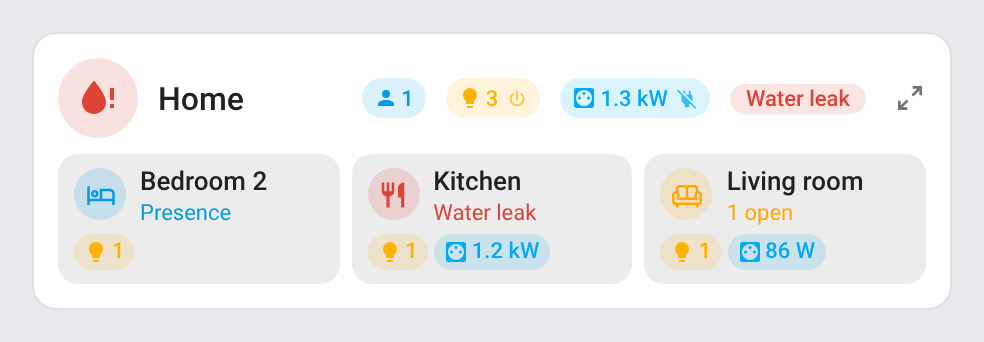 Home 1 3 1.3 kW Water leak
Bedroom 2
Presence
1
Kitchen
Water leak
1 1.2 kW
Living room
1 open
1 86 W